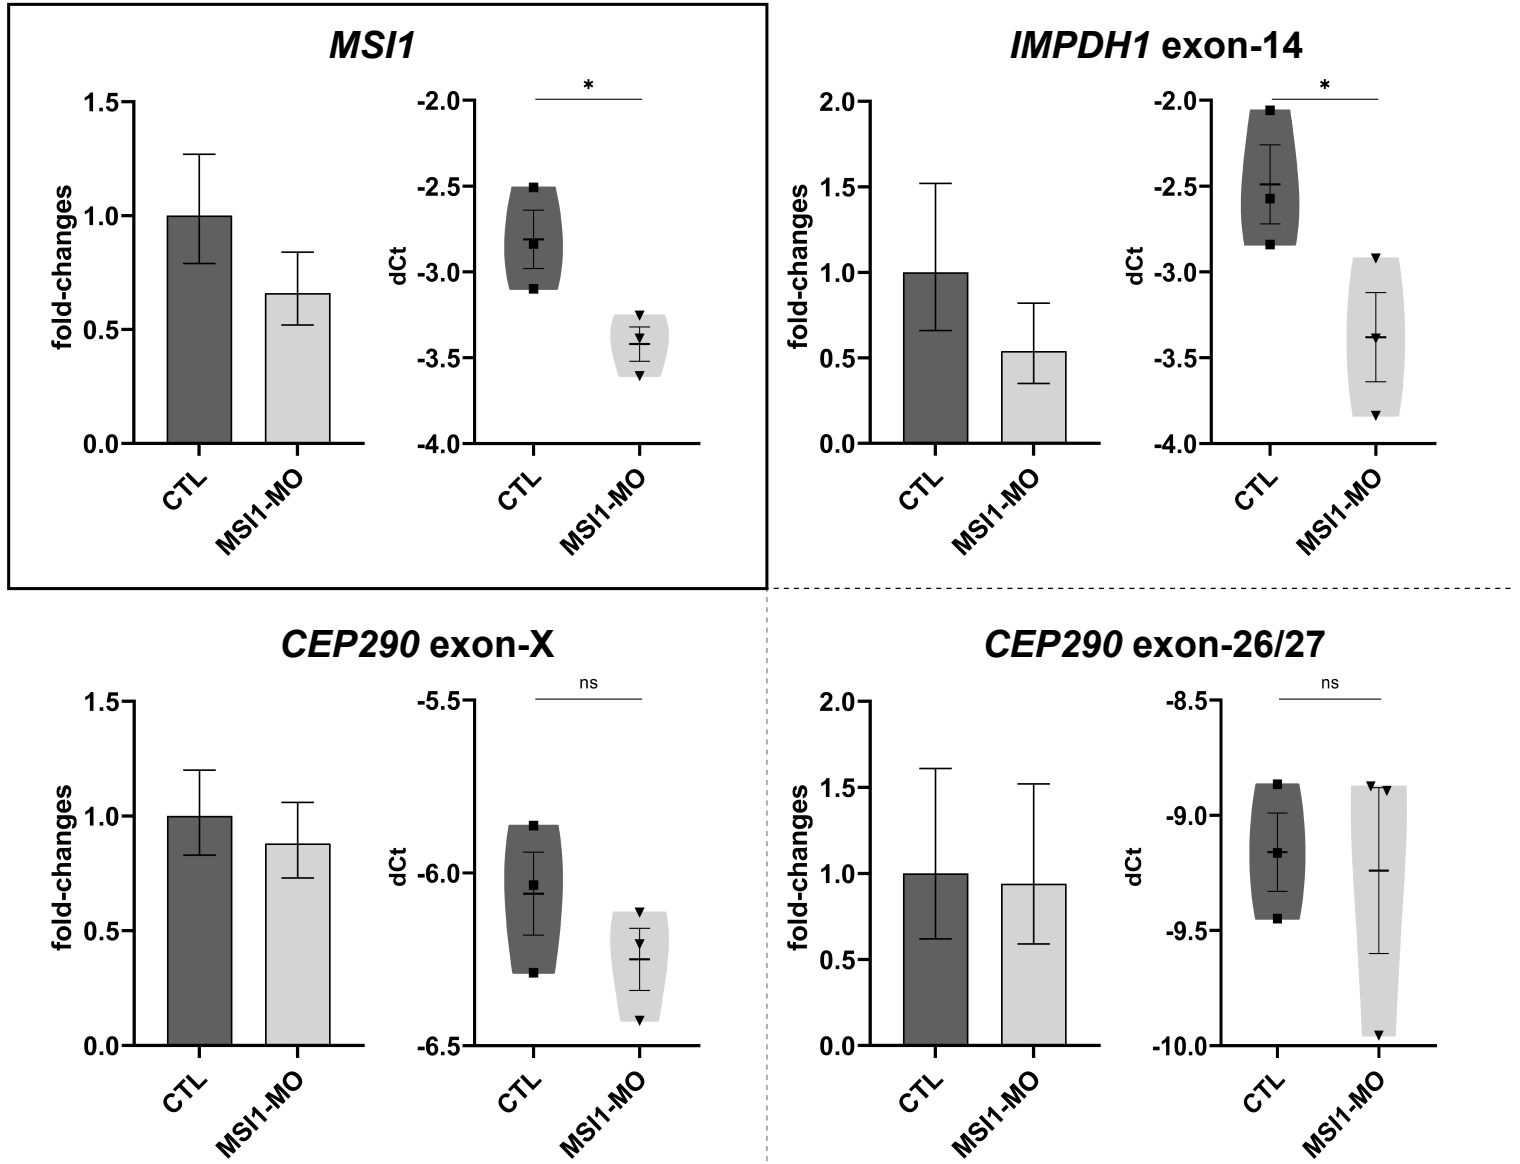 MSI1
*
1.5
1.0
0.5
0.0
fold-changes
CTL
MSI1-MO
-2.0
-2.5
-3.0
-3.5
-4.0
dCt
CTL
MSI1-MO
IMPDH1 exon-14
*
2.0
1.5
1.0
0.5
0.0
fold-changes
CTL
MSI1-MO
-2.0
-2.5
-3.0
-3.5
-4.0
dCt
CTL
MSI1-MO
CEP290 exon-X
ns
1.5
1.0
0.5
0.0
fold-changes
CTL
MSI1-MO
-5.5
-6.0
-6.5
dCt
CTL
MSI1-MO
CEP290 exon-26/27
ns
2.0
1.5
1.0
0.5
0.0
fold-changes
CTL
MSI1-MO
-8.5
-9.0
-9.5
-10.0
dCt
CTL
MSI1-MO